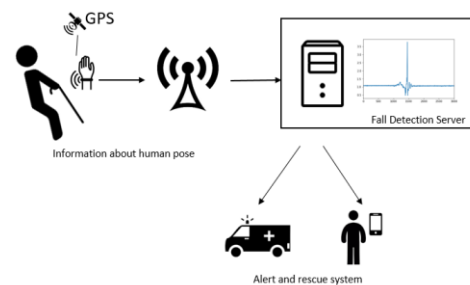 GPS
Information about human pose
Fall Detection Server
Alert and rescue system